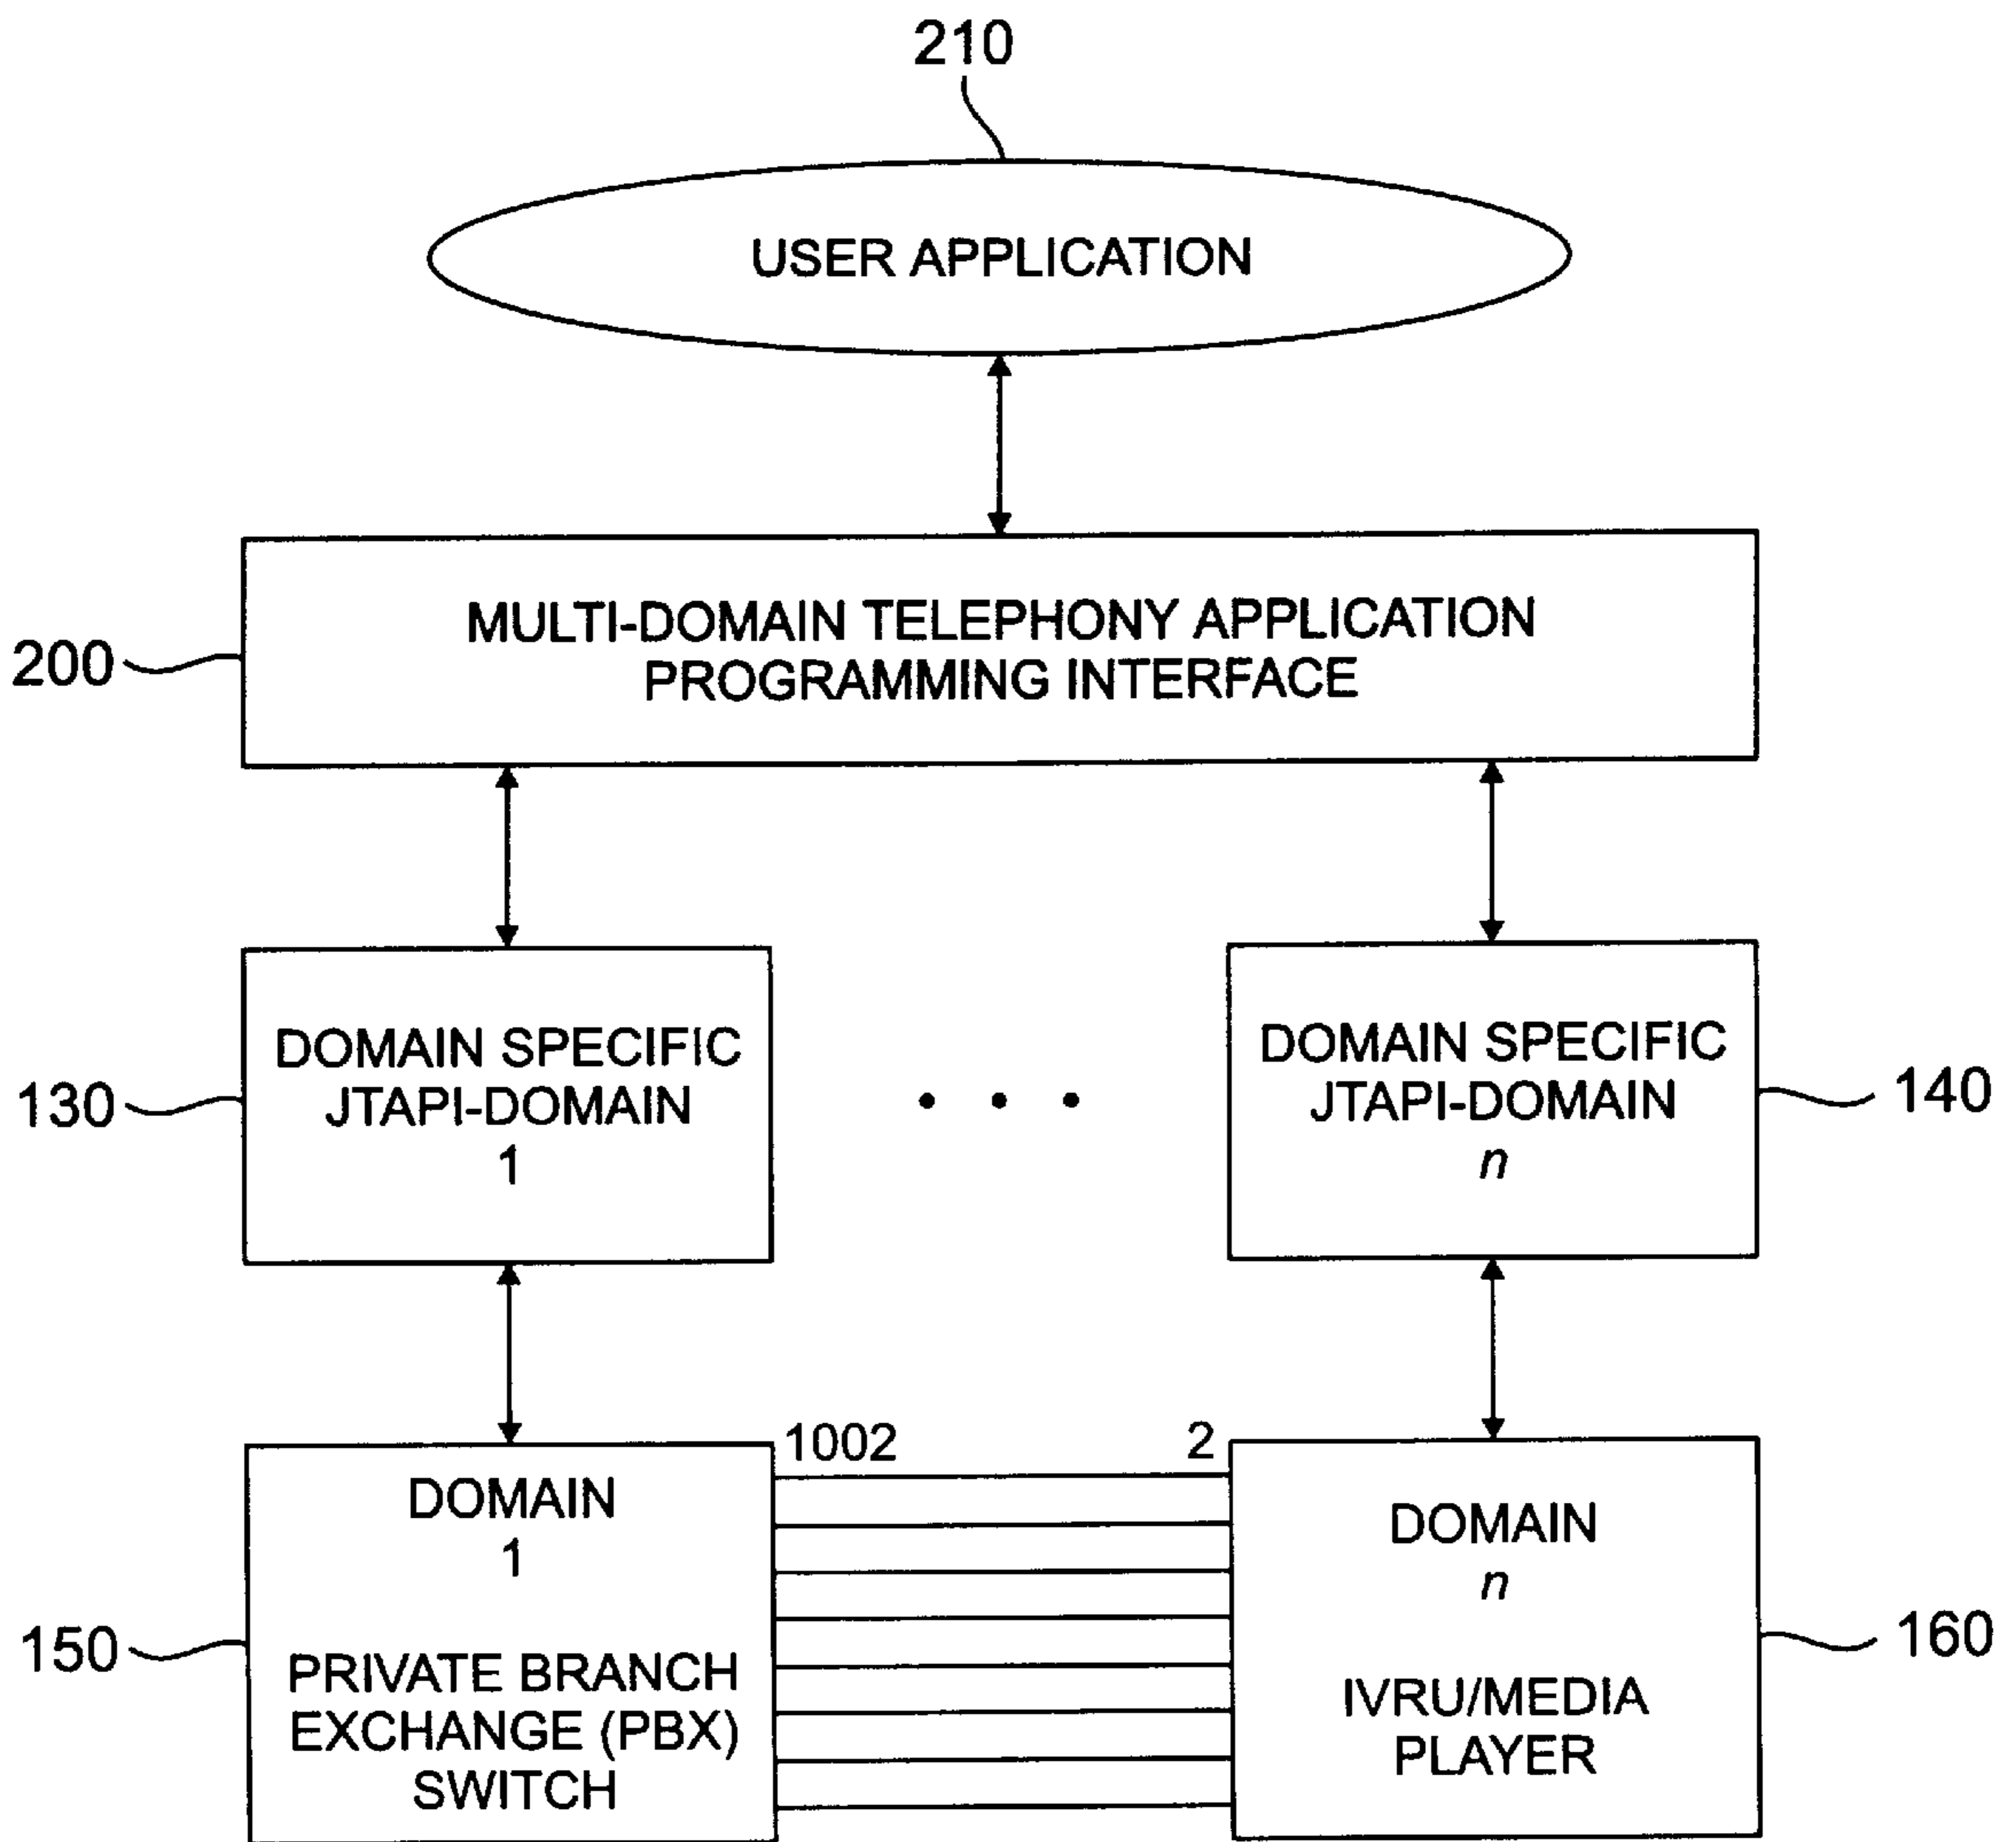 210
USER APPLICATION
MULTI-DOMAIN TELEPHONY APPLICATION
PROGRAMMING INTERFACE
200
DOMAIN SPECIFIC
JTAPI-DOMAIN
1
130
• • •
DOMAIN SPECIFIC
JTAPI-DOMAIN
n
140
1002
2
DOMAIN
1
PRIVATE BRANCH
EXCHANGE (PBX)
SWITCH
150
DOMAIN
n
IVRU/MEDIA
PLAYER
160